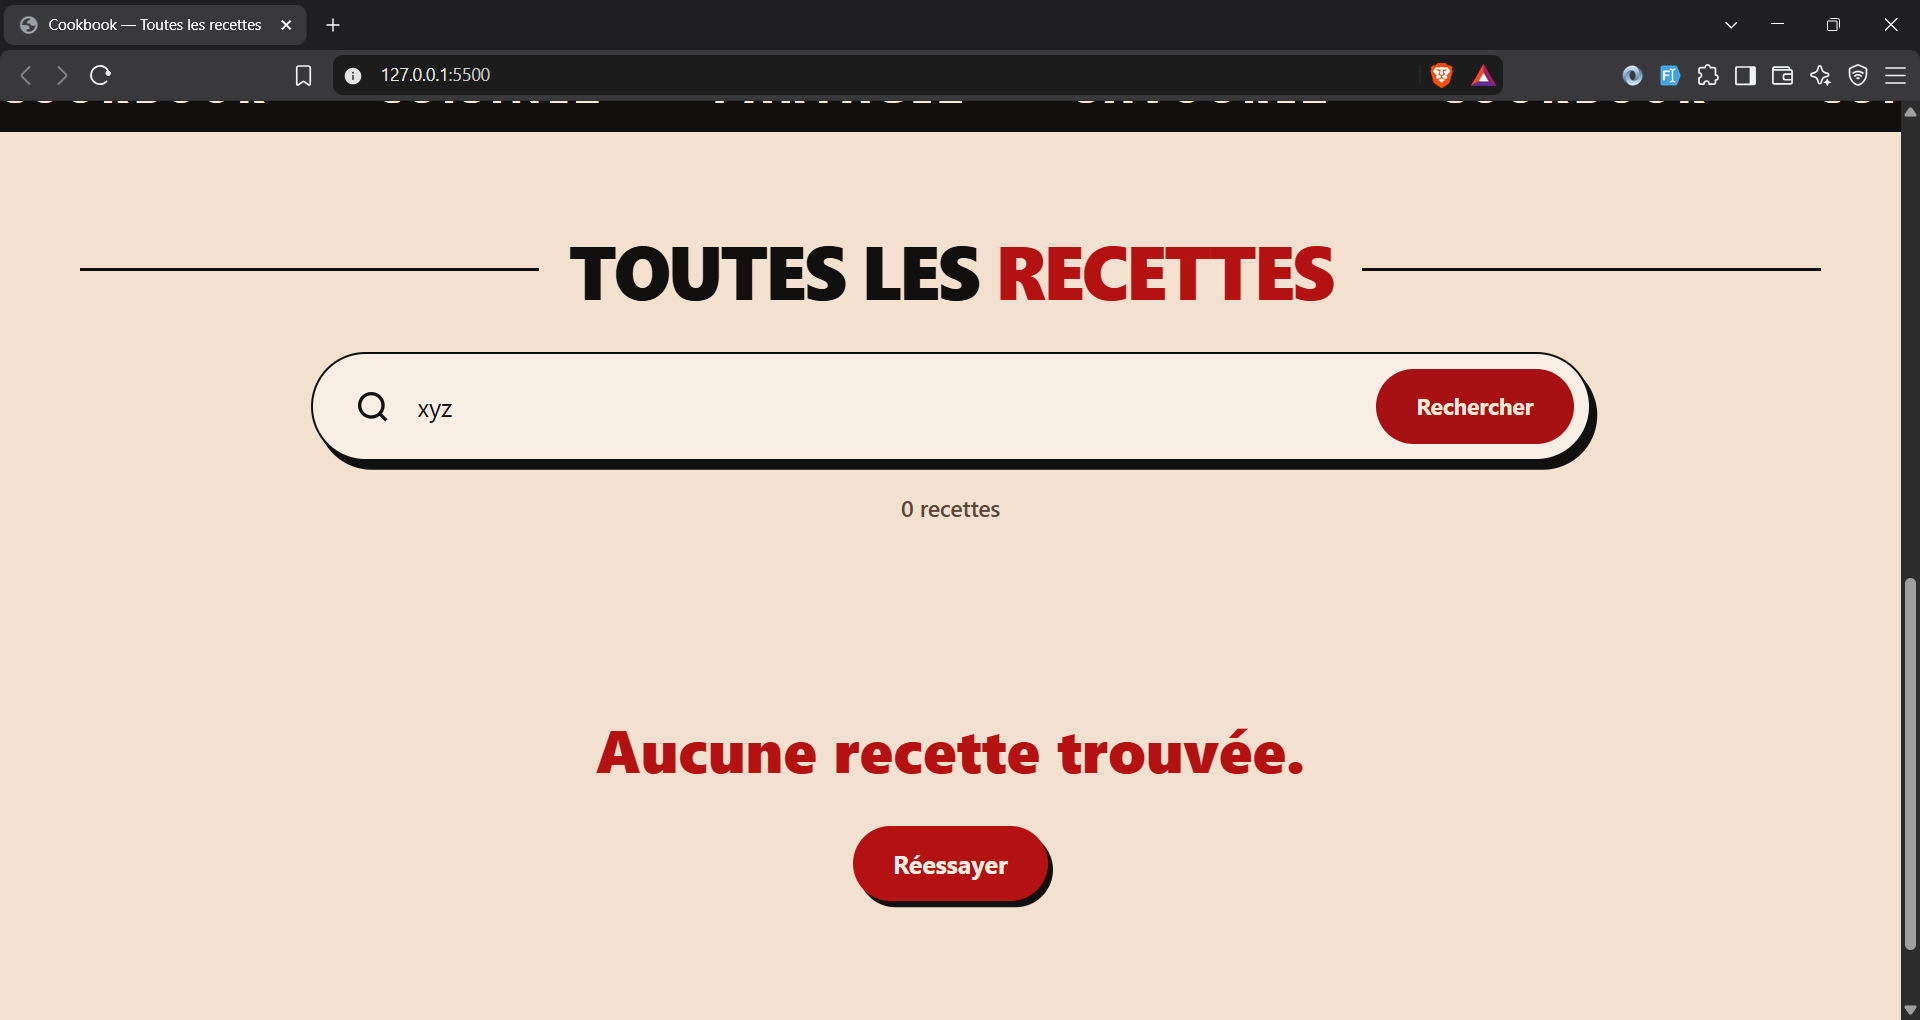 Cookbook — Toutes les recettes
127.0.0.1:5500
TOUTES LES RECETTES
xyz
Rechercher
0 recettes
Aucune recette trouvée.
Réessayer